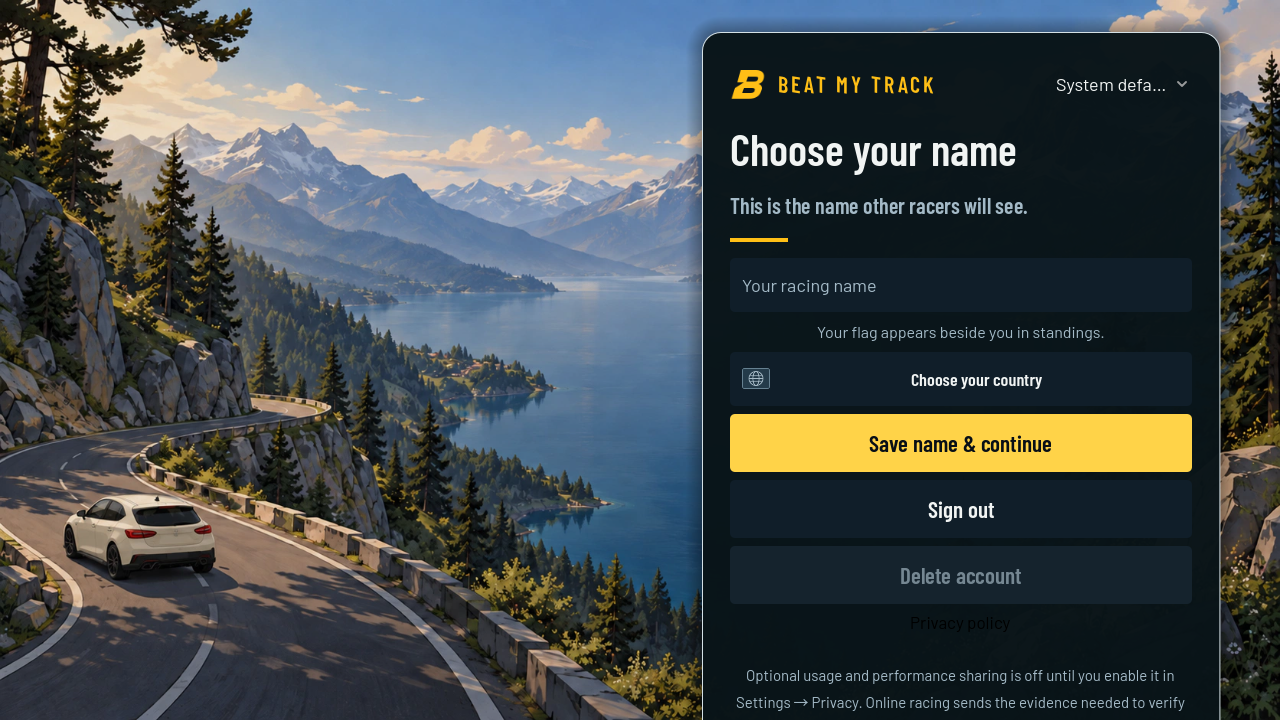 BEAT MY TRACK
System defa...
Choose your name
This is the name other racers will see.
Your racing name
Your flag appears beside you in standings.
Choose your country
Save name & continue
Sign out
Delete account
Privacy policy
Optional usage and performance sharing is off until you enable it in
Settings → Privacy. Online racing sends the evidence needed to verify